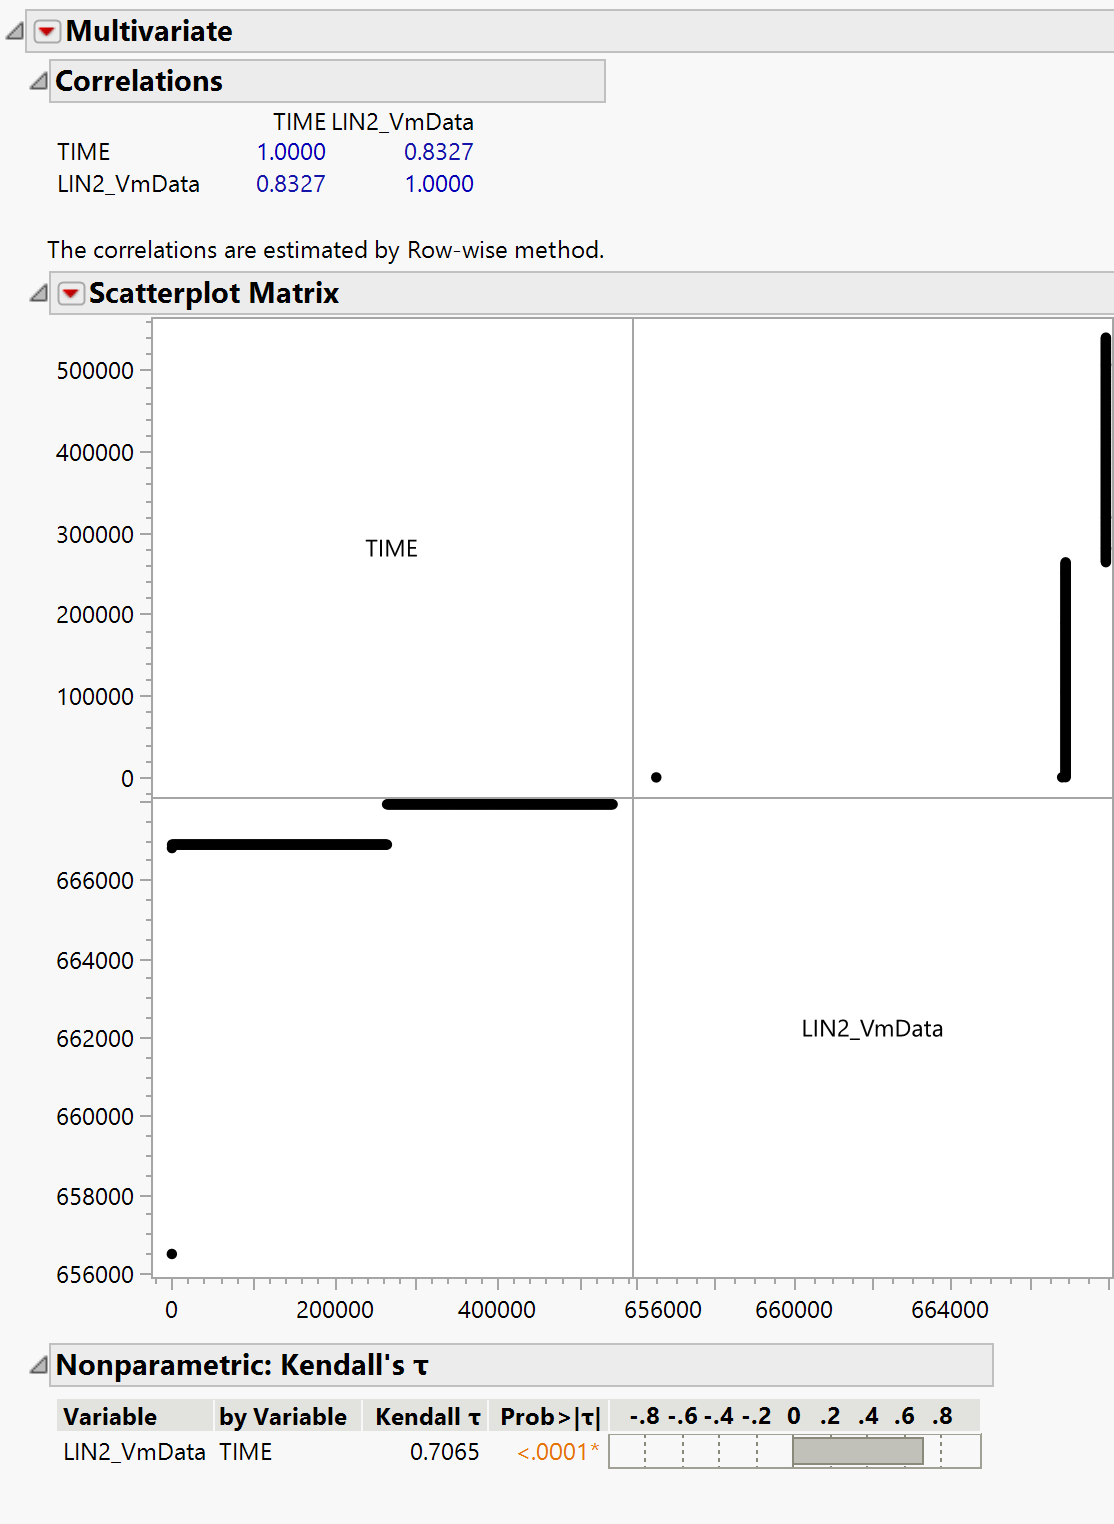 Multivariate
Correlations
TIME LIN2_VmData
TIME 1.0000 0.8327
LIN2_VmData 0.8327 1.0000
The correlations are estimated by Row-wise method.
Scatterplot Matrix
500000
400000
300000
TIME
200000
100000
0
666000
664000
662000
LIN2_VmData
660000
658000
656000
0 200000 400000 656000 660000 664000
Nonparametric: Kendall's τ
Variable by Variable Kendall τ Prob>|τ| -.8 -.6 -.4 -.2 0 .2 .4 .6 .8
LIN2_VmData TIME 0.7065 <.0001*